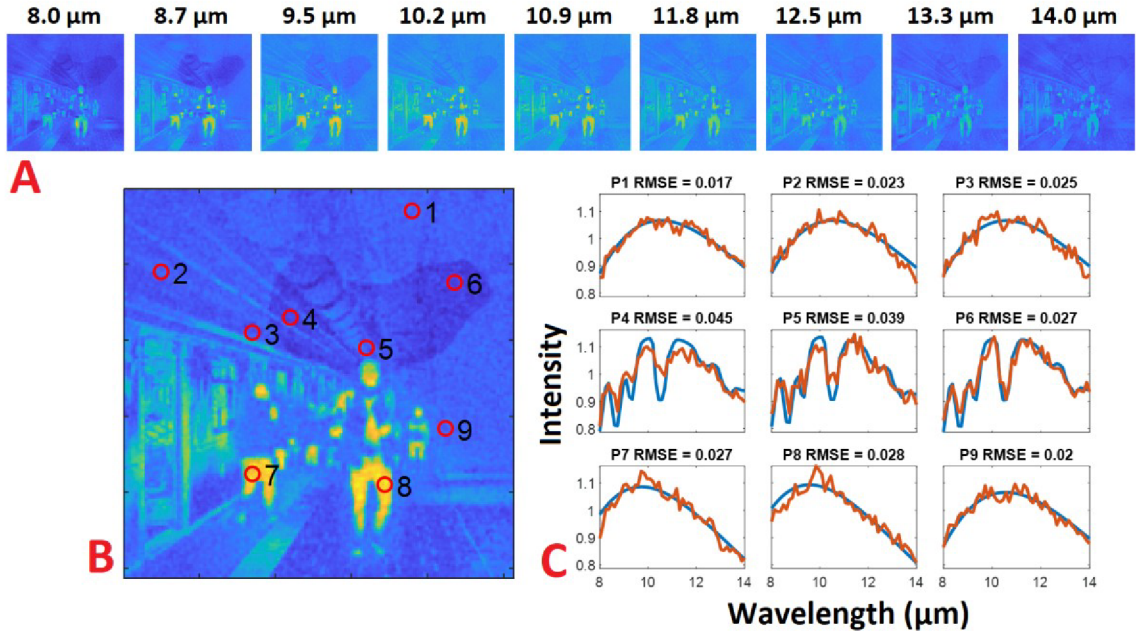 8.0 µm 8.7 µm 9.5 µm 10.2 µm 10.9 µm 11.8 µm 12.5 µm 13.3 µm 14.0 µm
A
B
1
2
3
4
5
6
7
8
9
C
P1 RMSE = 0.017 P2 RMSE = 0.023 P3 RMSE = 0.025
1.1
1
0.9
0.8
P4 RMSE = 0.045 P5 RMSE = 0.039 P6 RMSE = 0.027
1.1
1
0.9
0.8
P7 RMSE = 0.027 P8 RMSE = 0.028 P9 RMSE = 0.02
1.1
1
0.9
0.8
8 10 12 14 8 10 12 14 8 10 12 14
Intensity
Wavelength (µm)